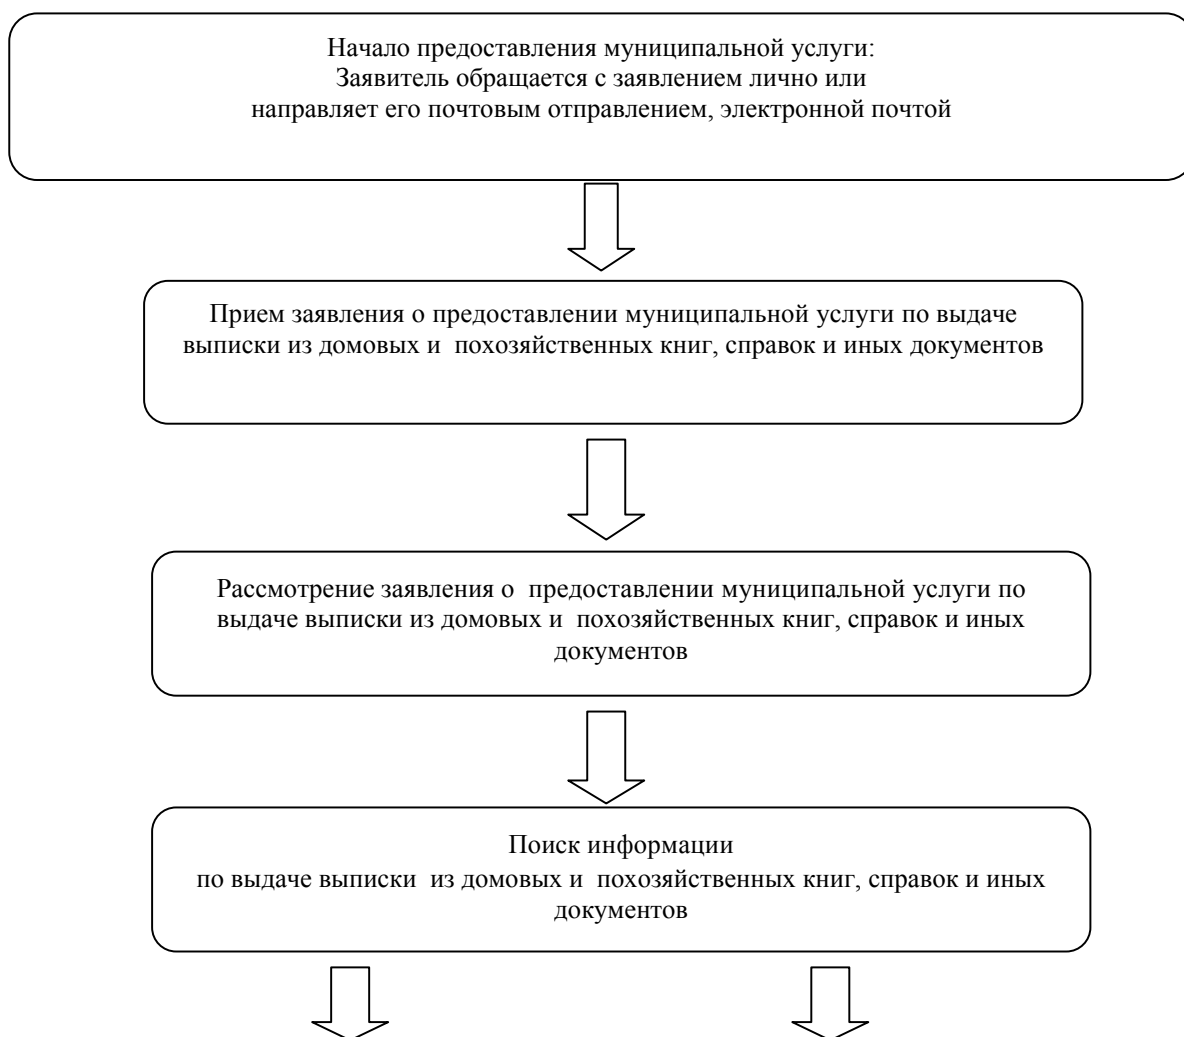 Начало предоставления муниципальной услуги:
Заявитель обращается с заявлением лично или
направляет его почтовым отправлением, электронной почтой
Прием заявления о предоставлении муниципальной услуги по выдаче
выписки из домовых и похозяйственных книг, справок и иных документов
Рассмотрение заявления о предоставлении муниципальной услуги по
выдаче выписки из домовых и похозяйственных книг, справок и иных
документов
Поиск информации
по выдаче выписки из домовых и похозяйственных книг, справок и иных
документов